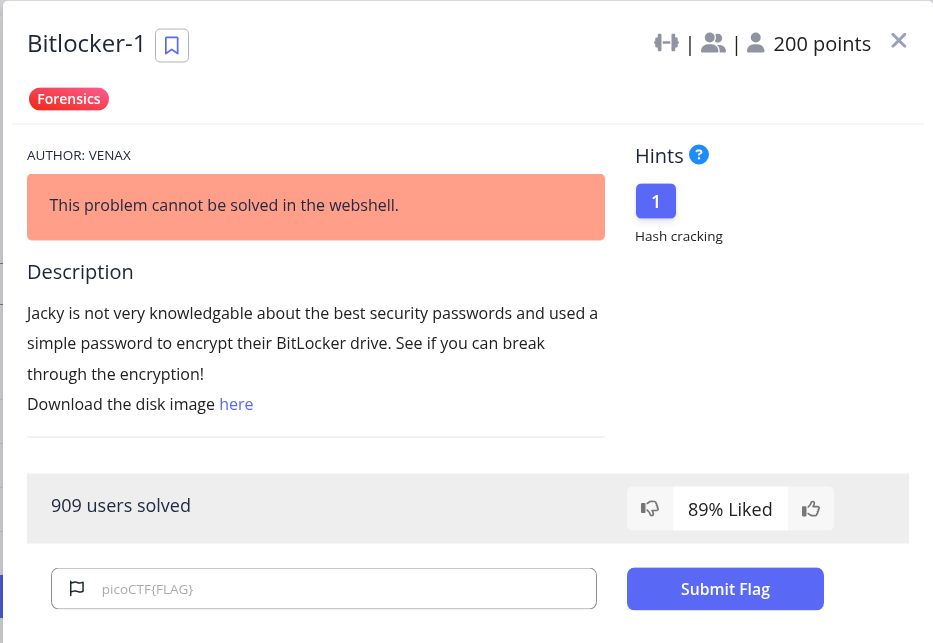 Bitlocker-1
| | 200 points
Forensics
AUTHOR: VENAX
This problem cannot be solved in the webshell.
Hints ?
1
Hash cracking
Description
Jacky is not very knowledgable about the best security passwords and used a
simple password to encrypt their BitLocker drive. See if you can break
through the encryption!
Download the disk image here
909 users solved
89% Liked
picoCTF{FLAG}
Submit Flag